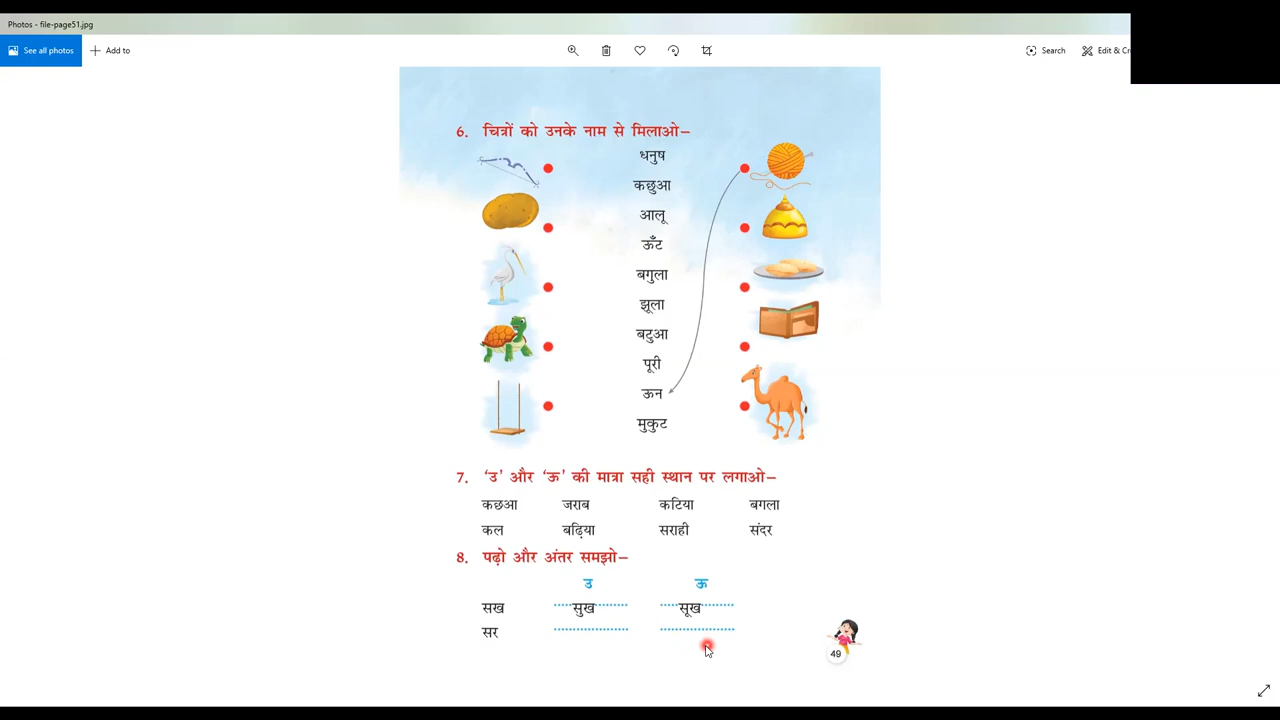 Photos - file-page51.jpg
See all photos
Add to
Search
Edit & Cr
6. चित्रों को उनके नाम से मिलाओ–
धनुष
कछुआ
आलू
ऊँट
बगुला
झूला
बटुआ
पूरी
ऊन
मुकुट
7. ‘उ’ और ‘ऊ’ की मात्रा सही स्थान पर लगाओ–
कछआ जराब कटिया बगला
कल बढ़िया सराही संदर
8. पढ़ो और अंतर समझो–
उ ऊ
सख सुख सूख
सर
49